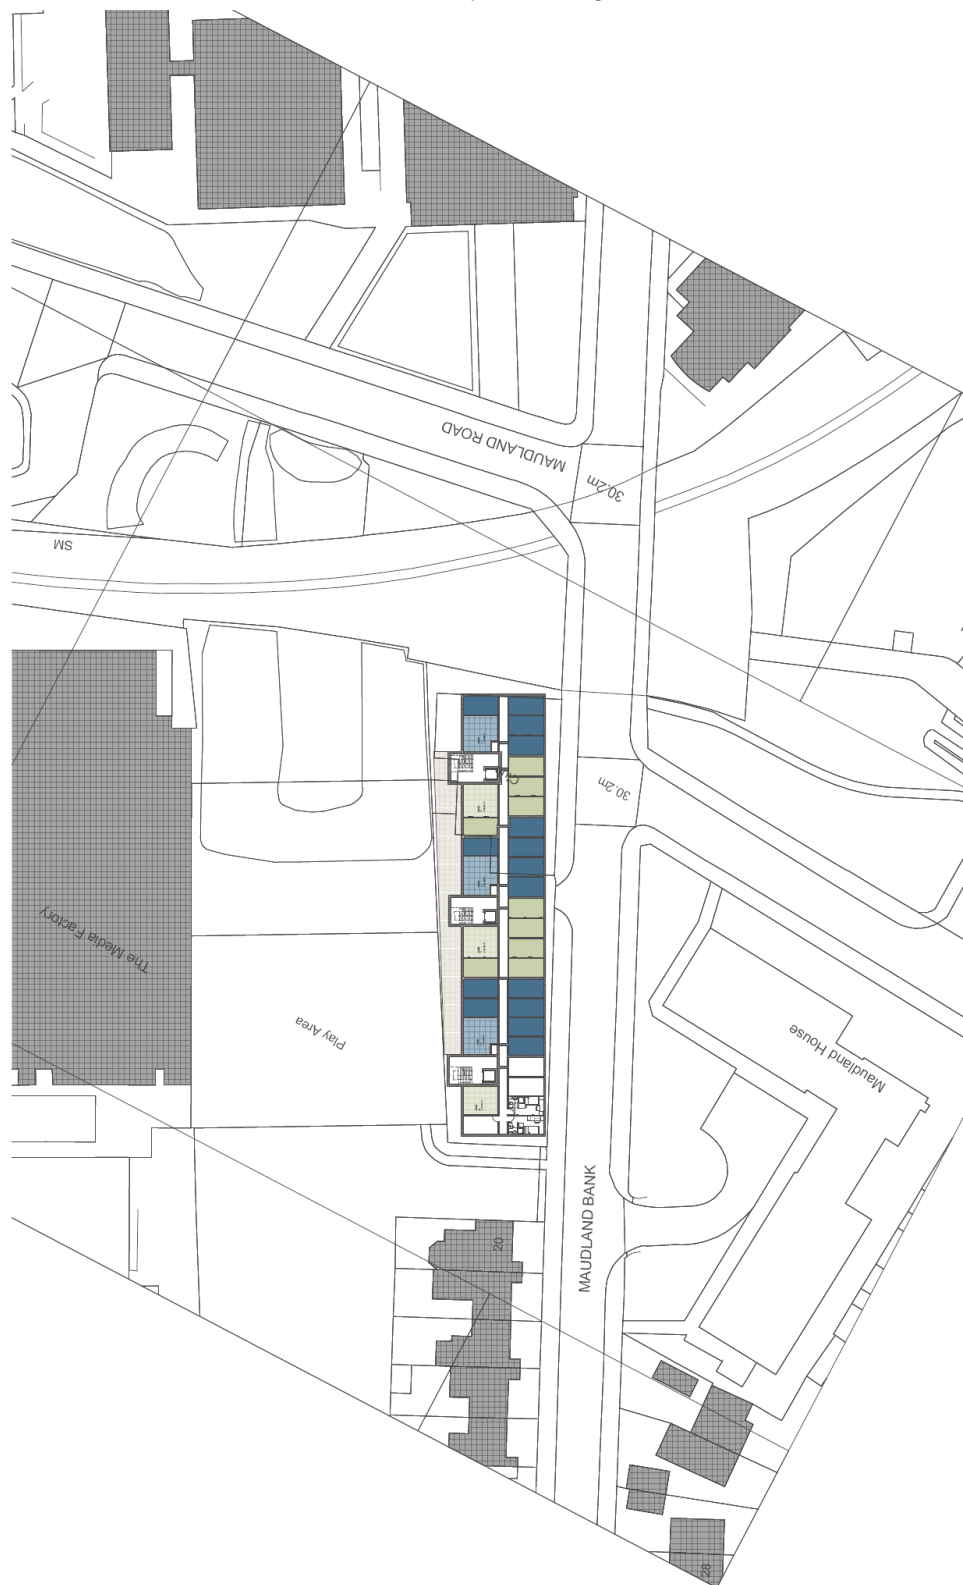 MAUDLAND ROAD
30.2m
SM
30.2m
The Media Factory
Play Area
Maudland House
MAUDLAND BANK
20
28